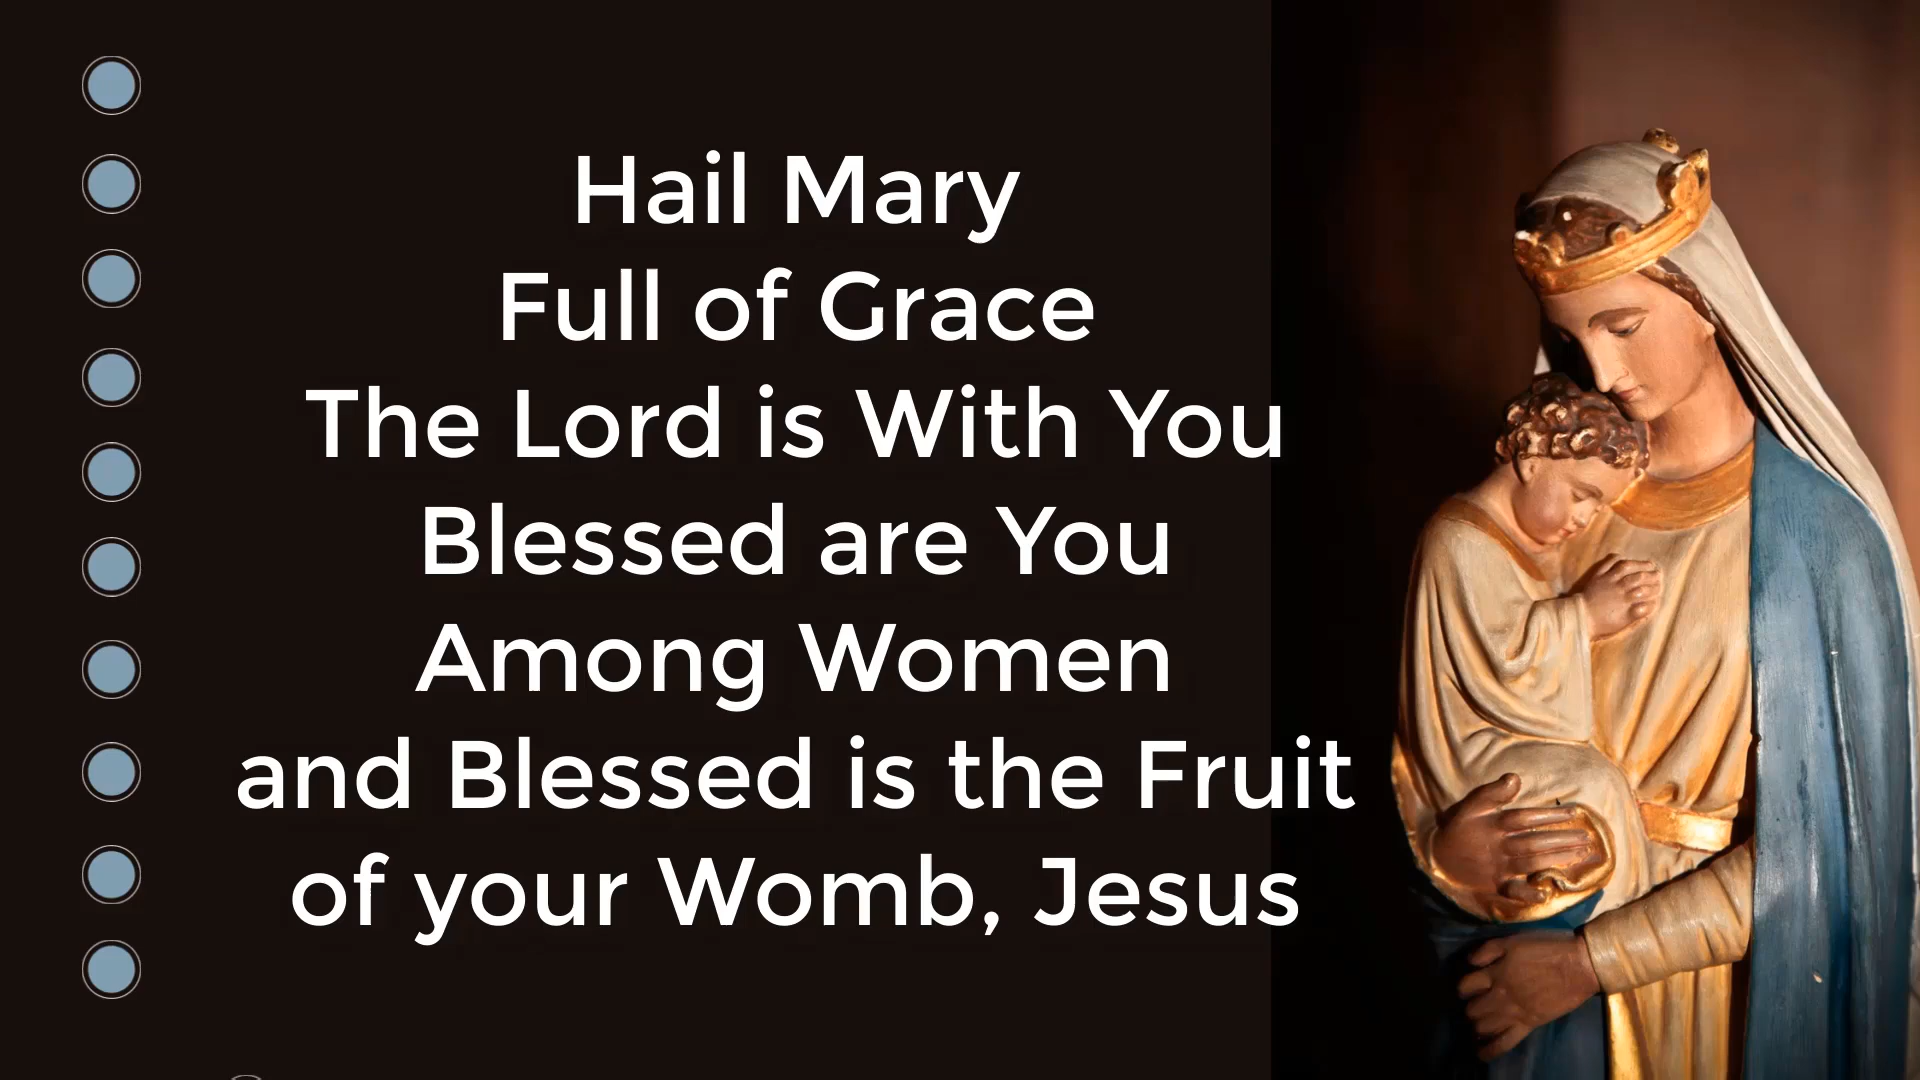 Hail Mary
Full of Grace
The Lord is With You
Blessed are You
Among Women
and Blessed is the Fruit
of your Womb, Jesus